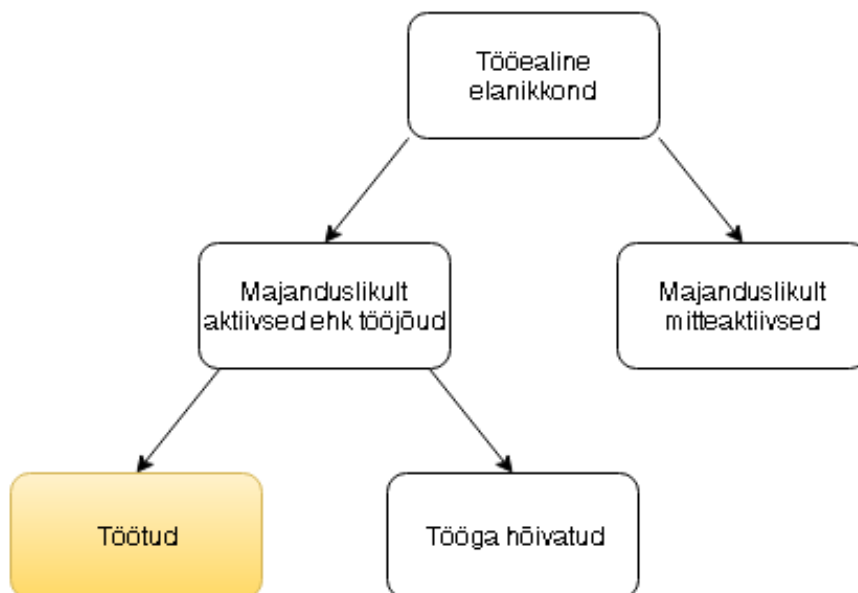 Tööealine
elanikkond
Majanduslikult
aktiivsed ehk tööjõud
Majanduslikult
mitteaktiivsed
Töötud
Tööga hõivatud